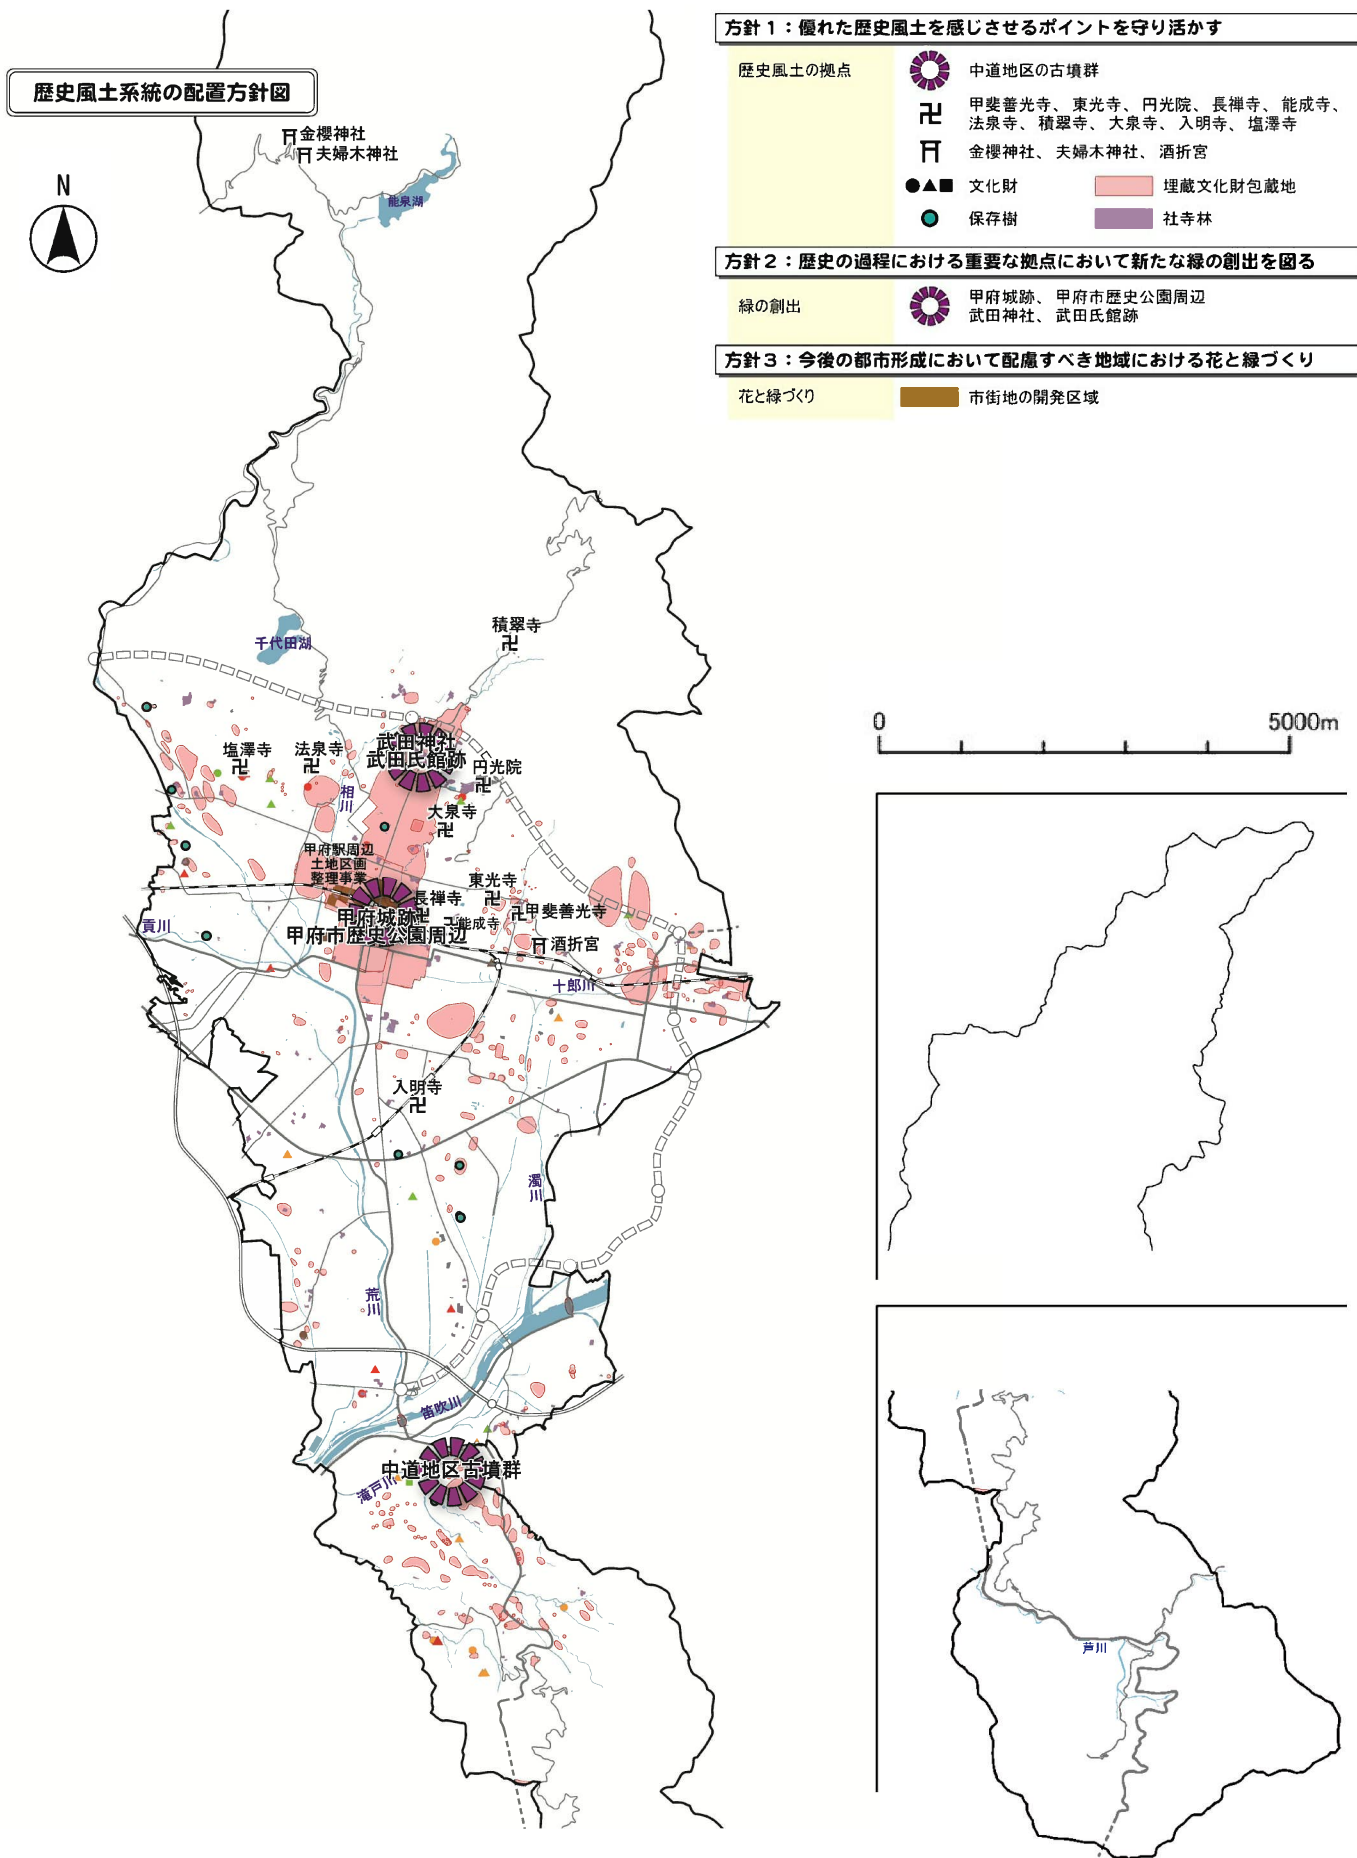 歴史風土系統の配置方針図
N
方針1：優れた歴史風土を感じさせるポイントを守り活かす
歴史風土の拠点
中道地区の古墳群
甲斐善光寺、東光寺、円光院、長禅寺、能成寺、
法泉寺、積翠寺、大泉寺、入明寺、塩澤寺
金櫻神社、夫婦木神社、酒折宮
文化財
埋蔵文化財包蔵地
保存樹
社寺林
方針2：歴史の過程における重要な拠点において新たな緑の創出を図る
緑の創出
甲府城跡、甲府市歴史公園周辺
武田神社、武田氏館跡
方針3：今後の都市形成において配慮すべき地域における花と緑づくり
花と緑づくり
市街地の開発区域
金櫻神社
夫婦木神社
能泉湖
千代田湖
積翠寺
塩澤寺
法泉寺
相川
武田神社
武田氏館跡
円光院
大泉寺
甲府駅周辺
土地区画
整理事業
東光寺
長禅寺
甲府城跡
能成寺
甲斐善光寺
甲府市歴史公園周辺
酒折宮
貢川
十郎川
入明寺
濁川
荒川
笛吹川
中道地区古墳群
滝戸川
0
5000m
芦川